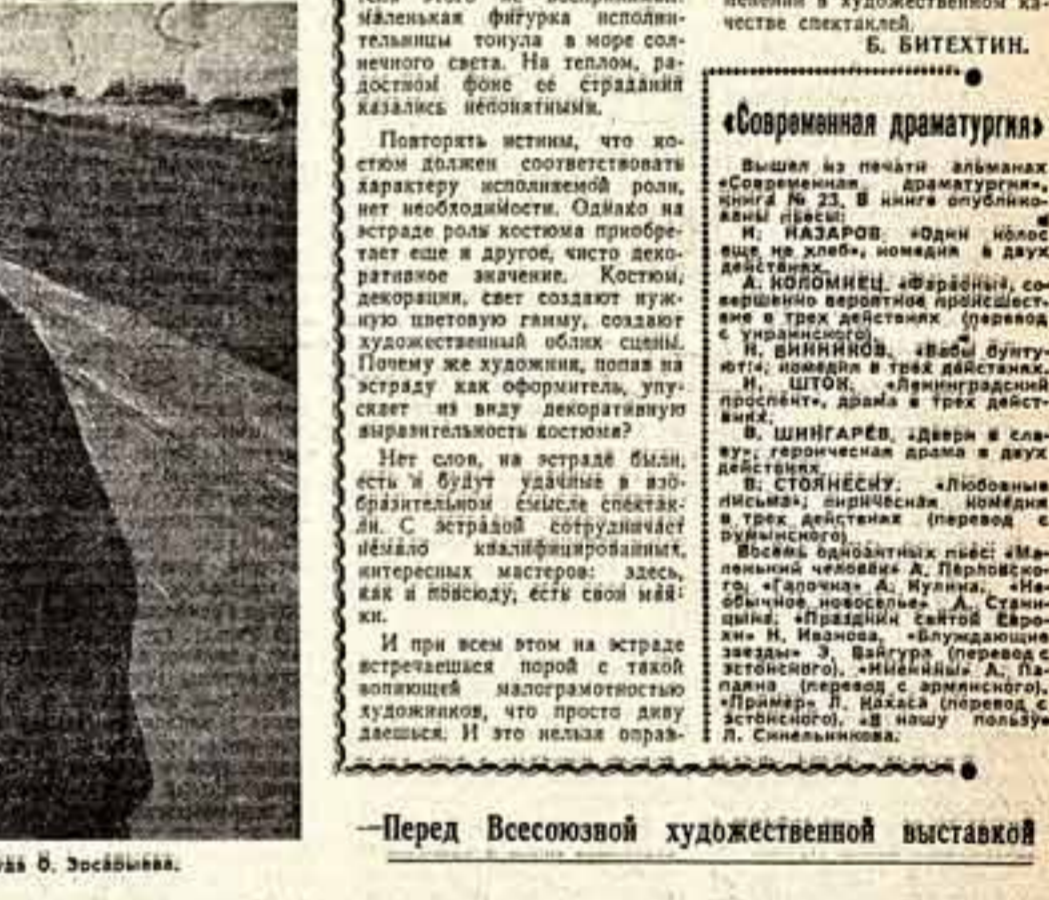 маленькая фигурка исполни-
тельницы тонула в море сол-
нечного света. На теплом, ра-
достном фоне ее страдания
казались непонятными.
Повторять истины, что ко-
стюм должен соответствовать
характеру исполняемой роли,
нет необходимости. Однако на
эстраде роль костюма приобре-
тает еще и другое, чисто деко-
ративное значение. Костюм,
декорации, свет создают нуж-
ную цветовую гамму, создают
художественный облик сцены.
Почему же художник, попав на
эстраду как оформитель, упу-
скает из виду декоративную
выразительность костюма?
Нет слов, на эстраде были,
есть и будут удачные в изо-
бразительном смысле спектак-
ли. С эстрадой сотрудничает
немало квалифицированных,
интересных мастеров: здесь,
как и повсюду, есть свои мая-
ки.
И при всем этом на эстраде
встречаешься порой с такой
вопиющей малограмотностью
художников, что просто диву
даешься. И это нельзя оправ-
в художественном ка-
честве спектаклей.
Б. БИТЕХТИН.
«Современная драматургия»
Вышел из печати альманах
«Современная драматургия»,
книга № 23. В книге опублико-
ваны пьесы:
Н. НАЗАРОВ. «Один колос
еще не хлеб», комедия в двух
действиях.
А. КОЛОМИЕЦ. «Фараоны», со-
вершенно вероятное происшест-
вие в трех действиях (перевод
с украинского).
Н. ВИННИКОВ. «Бабы бунту-
ют!», комедия в трех действиях.
И. ШТОК. «Ленинградский
проспект», драма в трех дейст-
виях.
В. ШИНГАРЕВ. «Двери в сла-
ву», героическая драма в двух
действиях.
В. СТОЯНЕСКУ. «Любовные
письма», лирическая комедия
в трех действиях (перевод с
румынского)
Восемь одноактных пьес: «Ма-
ленький человек» А. Перловско-
го, «Галочка» А. Кулика, «Не-
обычное новоселье» А. Стани-
цына, «Праздник святой Евро-
хи» Н. Иванова, «Блуждающие
звезды» Э. Вайгура (перевод с
эстонского), «Именины» А. Па-
паяна (перевод с армянского),
«Пример» Л. Кахаса (перевод с
эстонского), «В нашу пользу»
Л. Синельникова.
—Перед Всесоюзной художественной выставкой